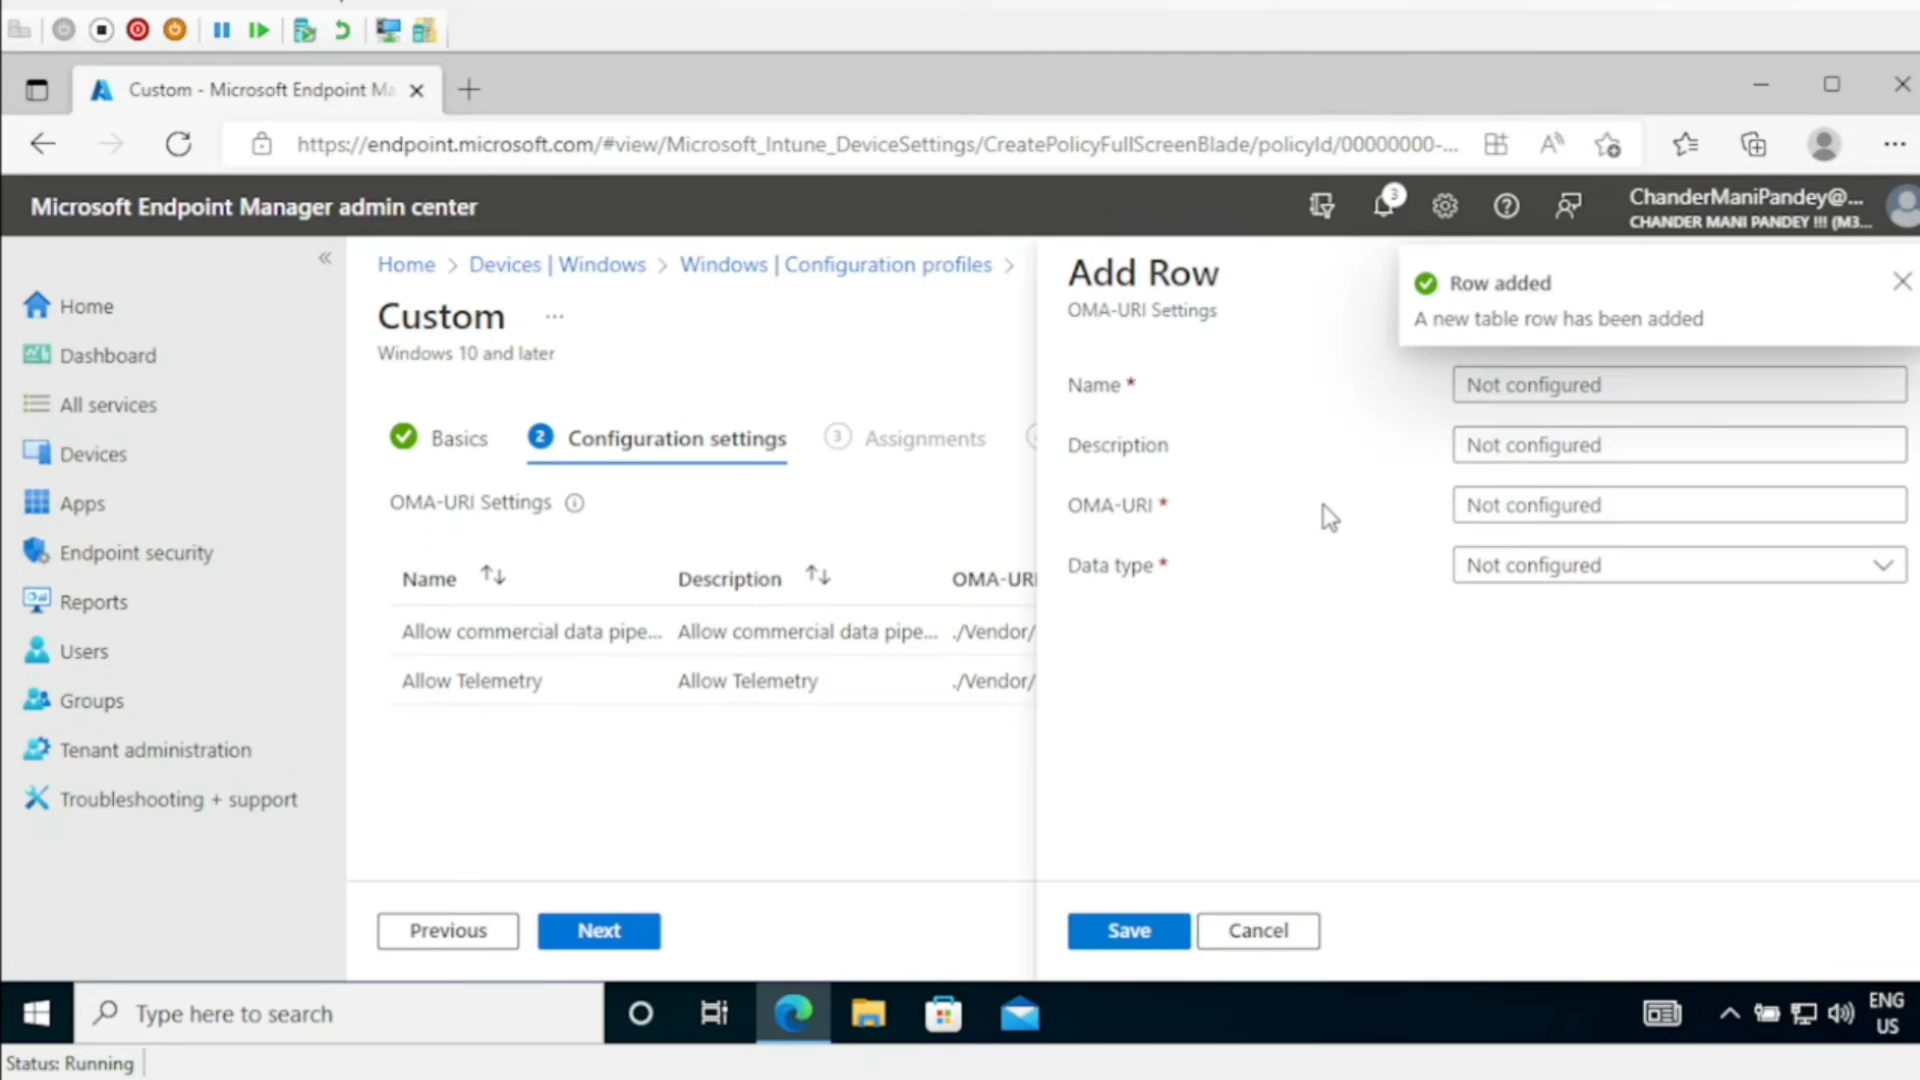 Custom - Microsoft Endpoint Ma
https://endpoint.microsoft.com/#view/Microsoft_Intune_DeviceSettings/CreatePolicyFullScreenBlade/policyId/00000000-...
Microsoft Endpoint Manager admin center
3
ChanderManiPandey@...
CHANDER MANI PANDEY !!! (M3...
Home
Dashboard
All services
Devices
Apps
Endpoint security
Reports
Users
Groups
Tenant administration
Troubleshooting + support
Home > Devices | Windows > Windows | Configuration profiles >
Custom ...
Windows 10 and later
Basics 2 Configuration settings 3 Assignments
OMA-URI Settings
Name Description OMA-URI
Allow commercial data pipe... Allow commercial data pipe... ./Vendor/
Allow Telemetry Allow Telemetry ./Vendor/
Previous Next
Add Row
OMA-URI Settings
Row added
A new table row has been added
Name * Not configured
Description Not configured
OMA-URI * Not configured
Data type * Not configured
Save Cancel
Type here to search
ENG
US
Status: Running